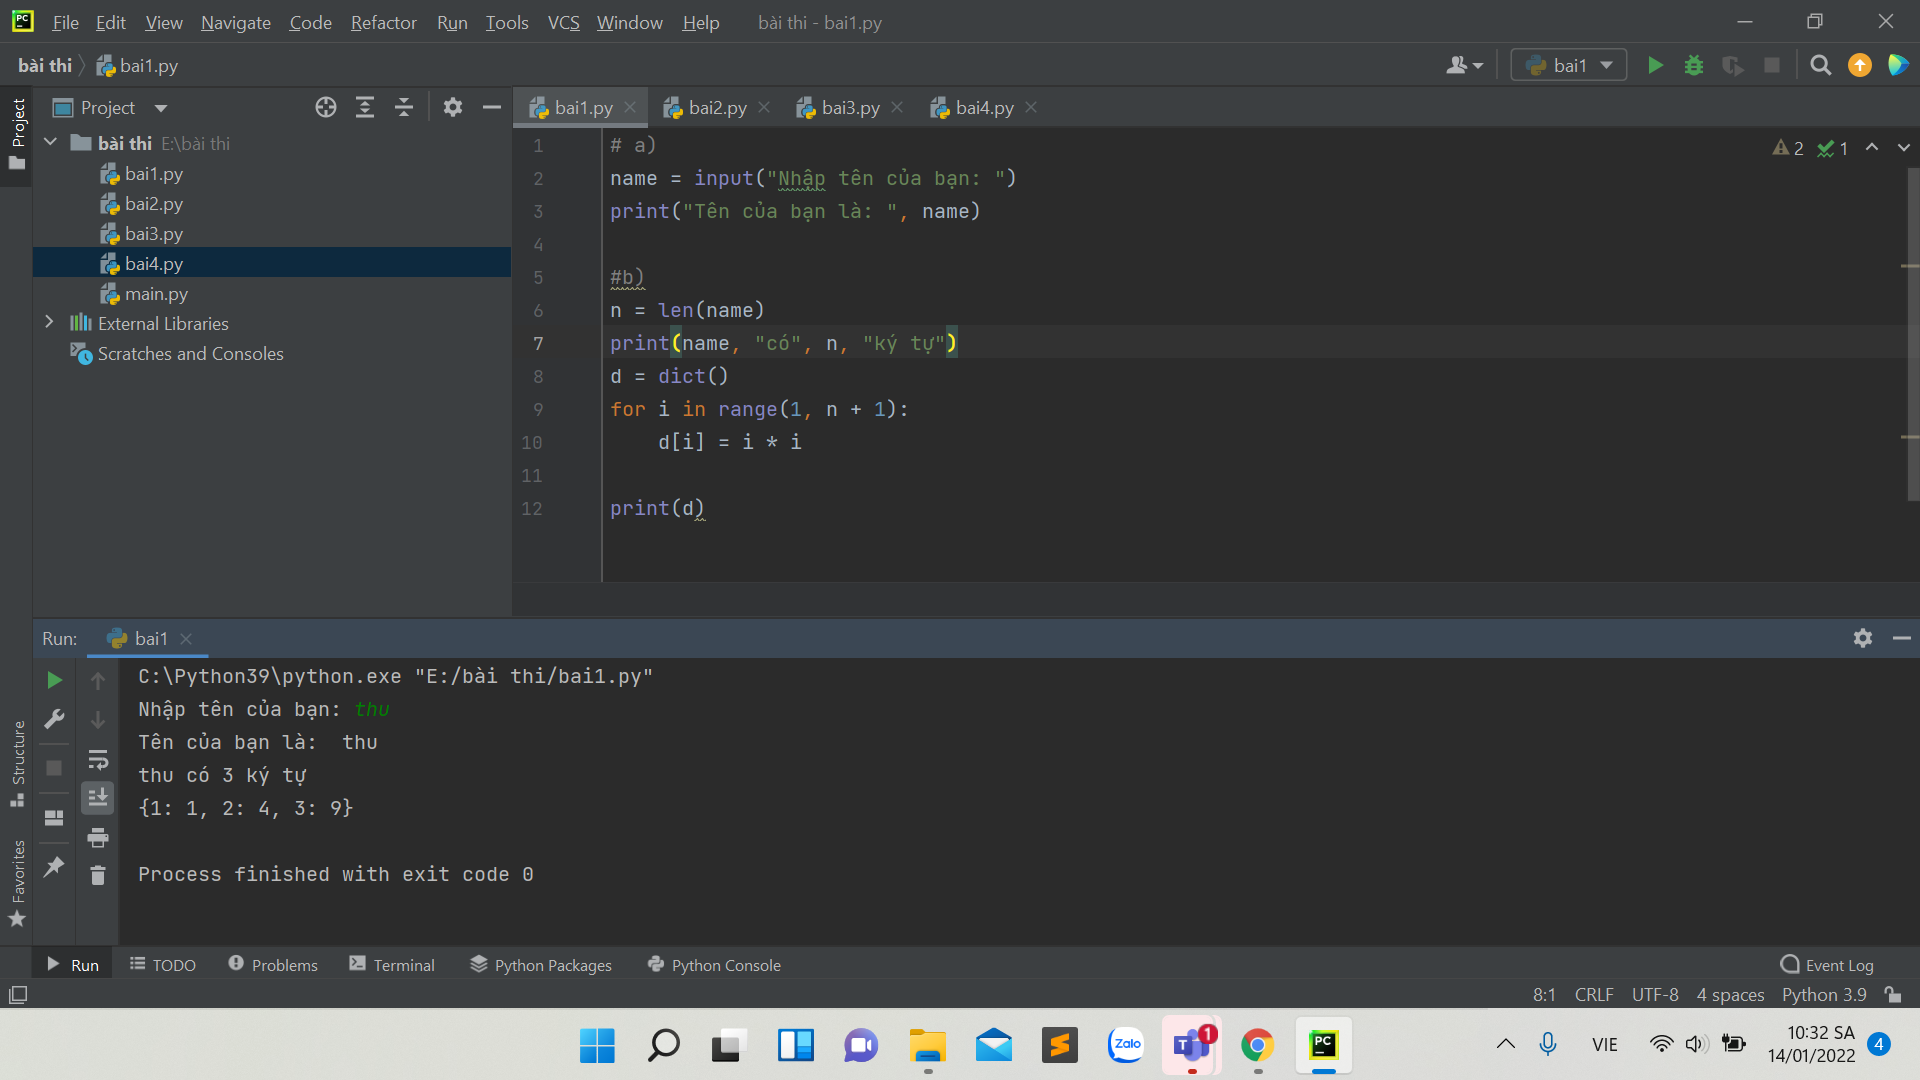 PC File Edit View Navigate Code Refactor Run Tools VCS Window Help bài thi - bai1.py
bài thi bai1.py bai1
Project
Project
bài thi E:\bài thi
bai1.py
bai2.py
bai3.py
bai4.py
main.py
External Libraries
Scratches and Consoles
bai1.py bai2.py bai3.py bai4.py
2 1
1 # a)
2 name = input("Nhập tên của bạn: ")
3 print("Tên của bạn là: ", name)
4
5 #b)
6 n = len(name)
7 print(name, "có", n, "ký tự")
8 d = dict()
9 for i in range(1, n + 1):
10 d[i] = i * i
11
12 print(d)
Run: bai1
C:\Python39\python.exe "E:/bài thi/bai1.py"
Nhập tên của bạn: thu
Tên của bạn là:  thu
thu có 3 ký tự
{1: 1, 2: 4, 3: 9}
Process finished with exit code 0
Structure
Favorites
Run TODO Problems Terminal Python Packages Python Console Event Log
8:1 CRLF UTF-8 4 spaces Python 3.9
Zalo T 1 PC VIE 10:32 SA 4
14/01/2022